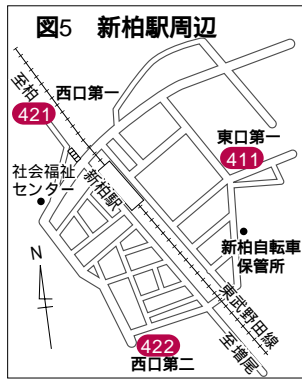 図5 新柏駅周辺
至柏
西口第一
421
東口第一
411
社会福祉
センター
新柏駅
新柏自転車
保管所
N
東武野田線
422
西口第二
至増尾